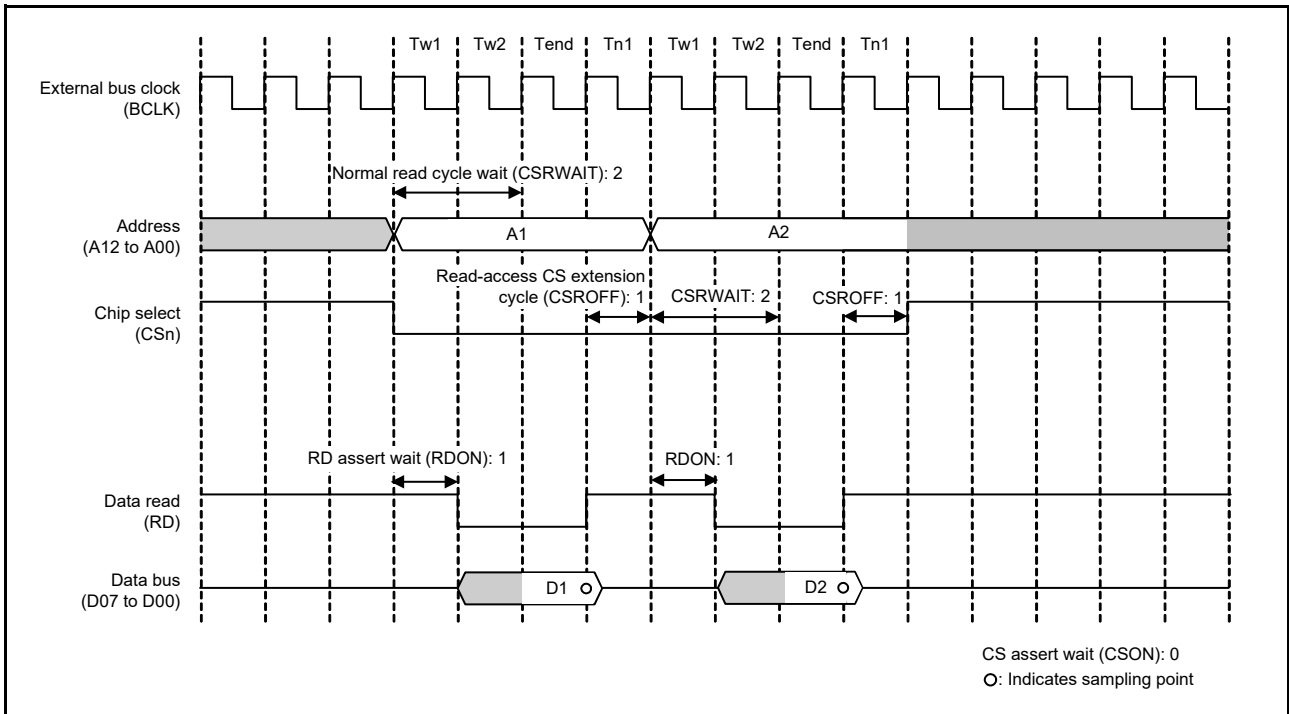 Tw1 Tw2 Tend Tn1 Tw1 Tw2 Tend Tn1
External bus clock
(BCLK)
Normal read cycle wait (CSRWAIT): 2
Address
(A12 to A00)
A1
A2
Read-access CS extension
cycle (CSROFF): 1
CSRWAIT: 2
CSROFF: 1
Chip select
(CSn)
RD assert wait (RDON): 1
RDON: 1
Data read
(RD)
Data bus
(D07 to D00)
D1
D2
CS assert wait (CSON): 0
O: Indicates sampling point